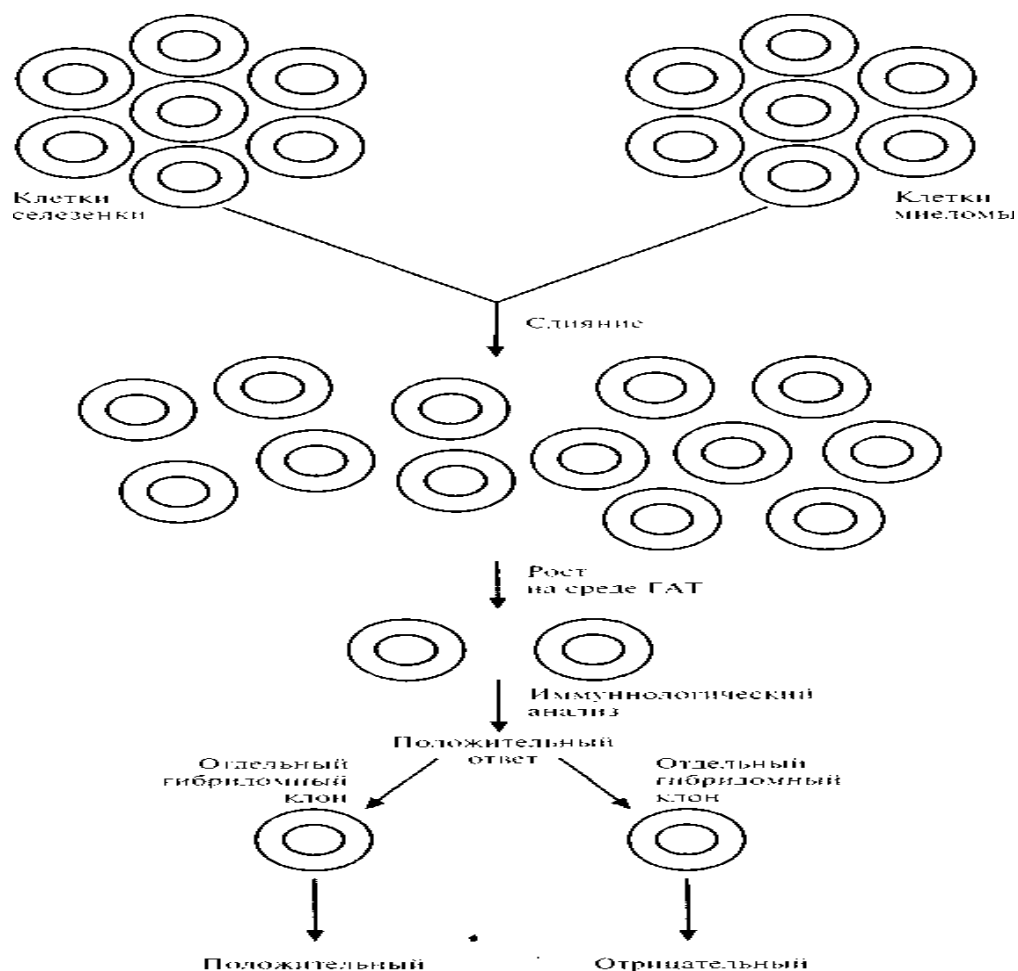 Клетки
селезенки
Клетки
миеломы
Слияние
Рост
на среде ГАТ
Иммуннологический
анализ
Положительный
ответ
Отдельный
гибридомный
клон
Отдельный
гибридомный
клон
Положительный
Отрицательный